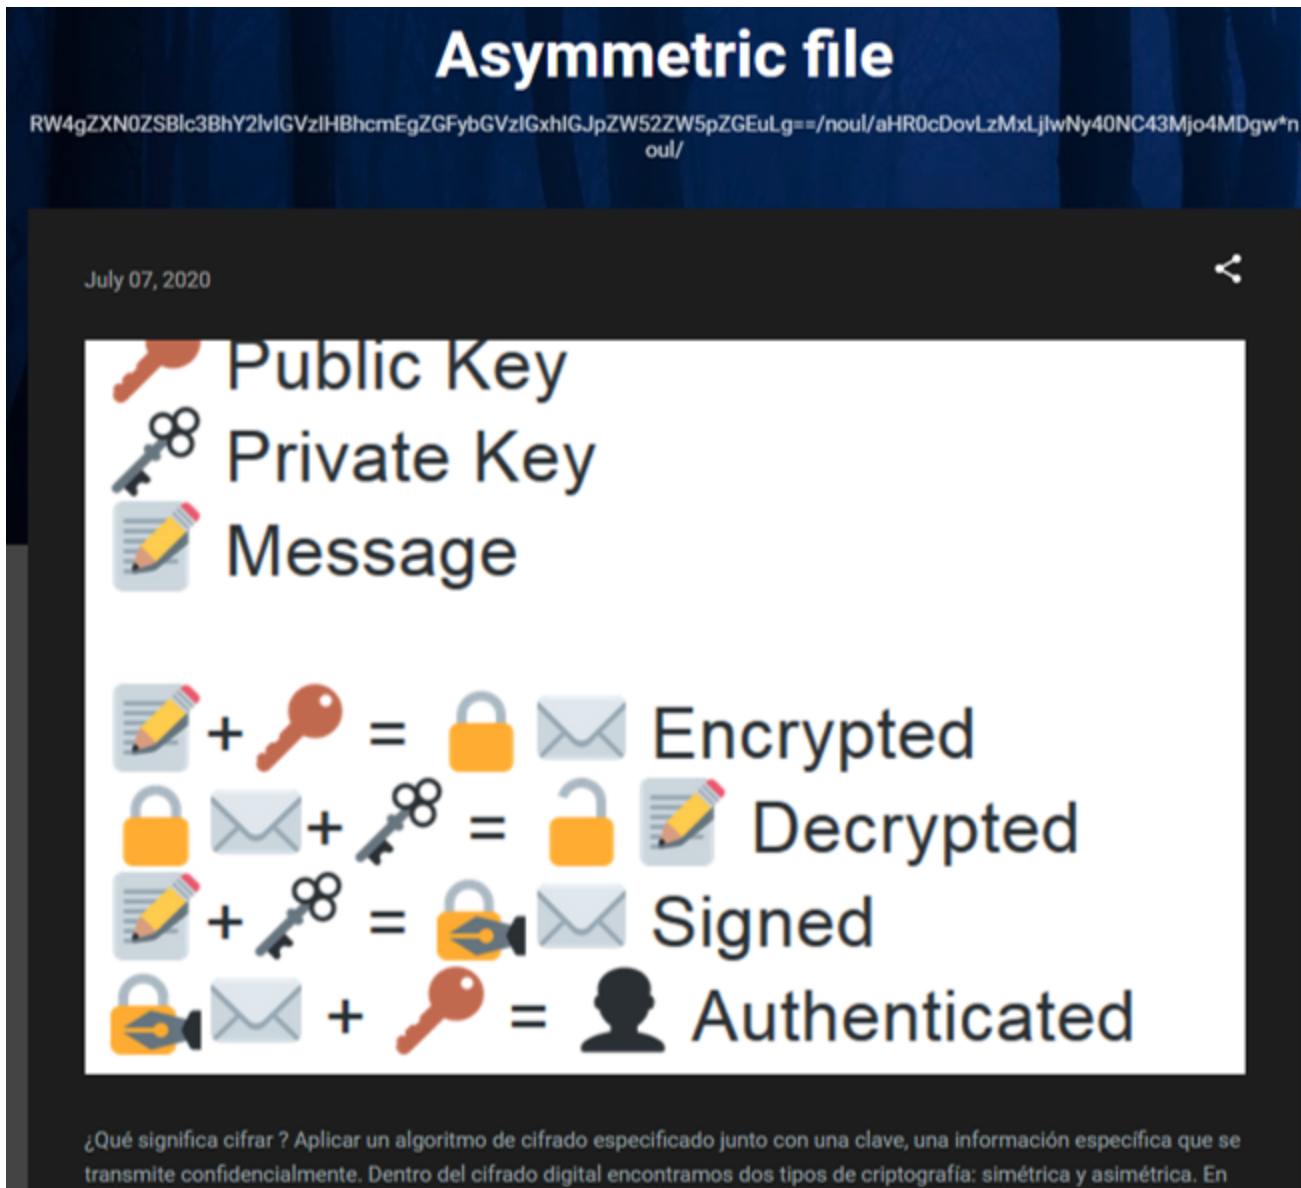 Asymmetric file
RW4gZXN0ZSBlc3BhY2lvIGVzIHBhcmEgZGFybGVzIGxhIGJpZW52ZW5pZGEuLg==/noul/aHR0cDovLzMxLjIwNy40NC43Mjo4MDgw*n
oul/
July 07, 2020
Public Key
Private Key
Message
+ = Encrypted
+ = Decrypted
+ = Signed
+ = Authenticated
¿Qué significa cifrar ? Aplicar un algoritmo de cifrado especificado junto con una clave, una información específica que se
transmite confidencialmente. Dentro del cifrado digital encontramos dos tipos de criptografía: simétrica y asimétrica. En